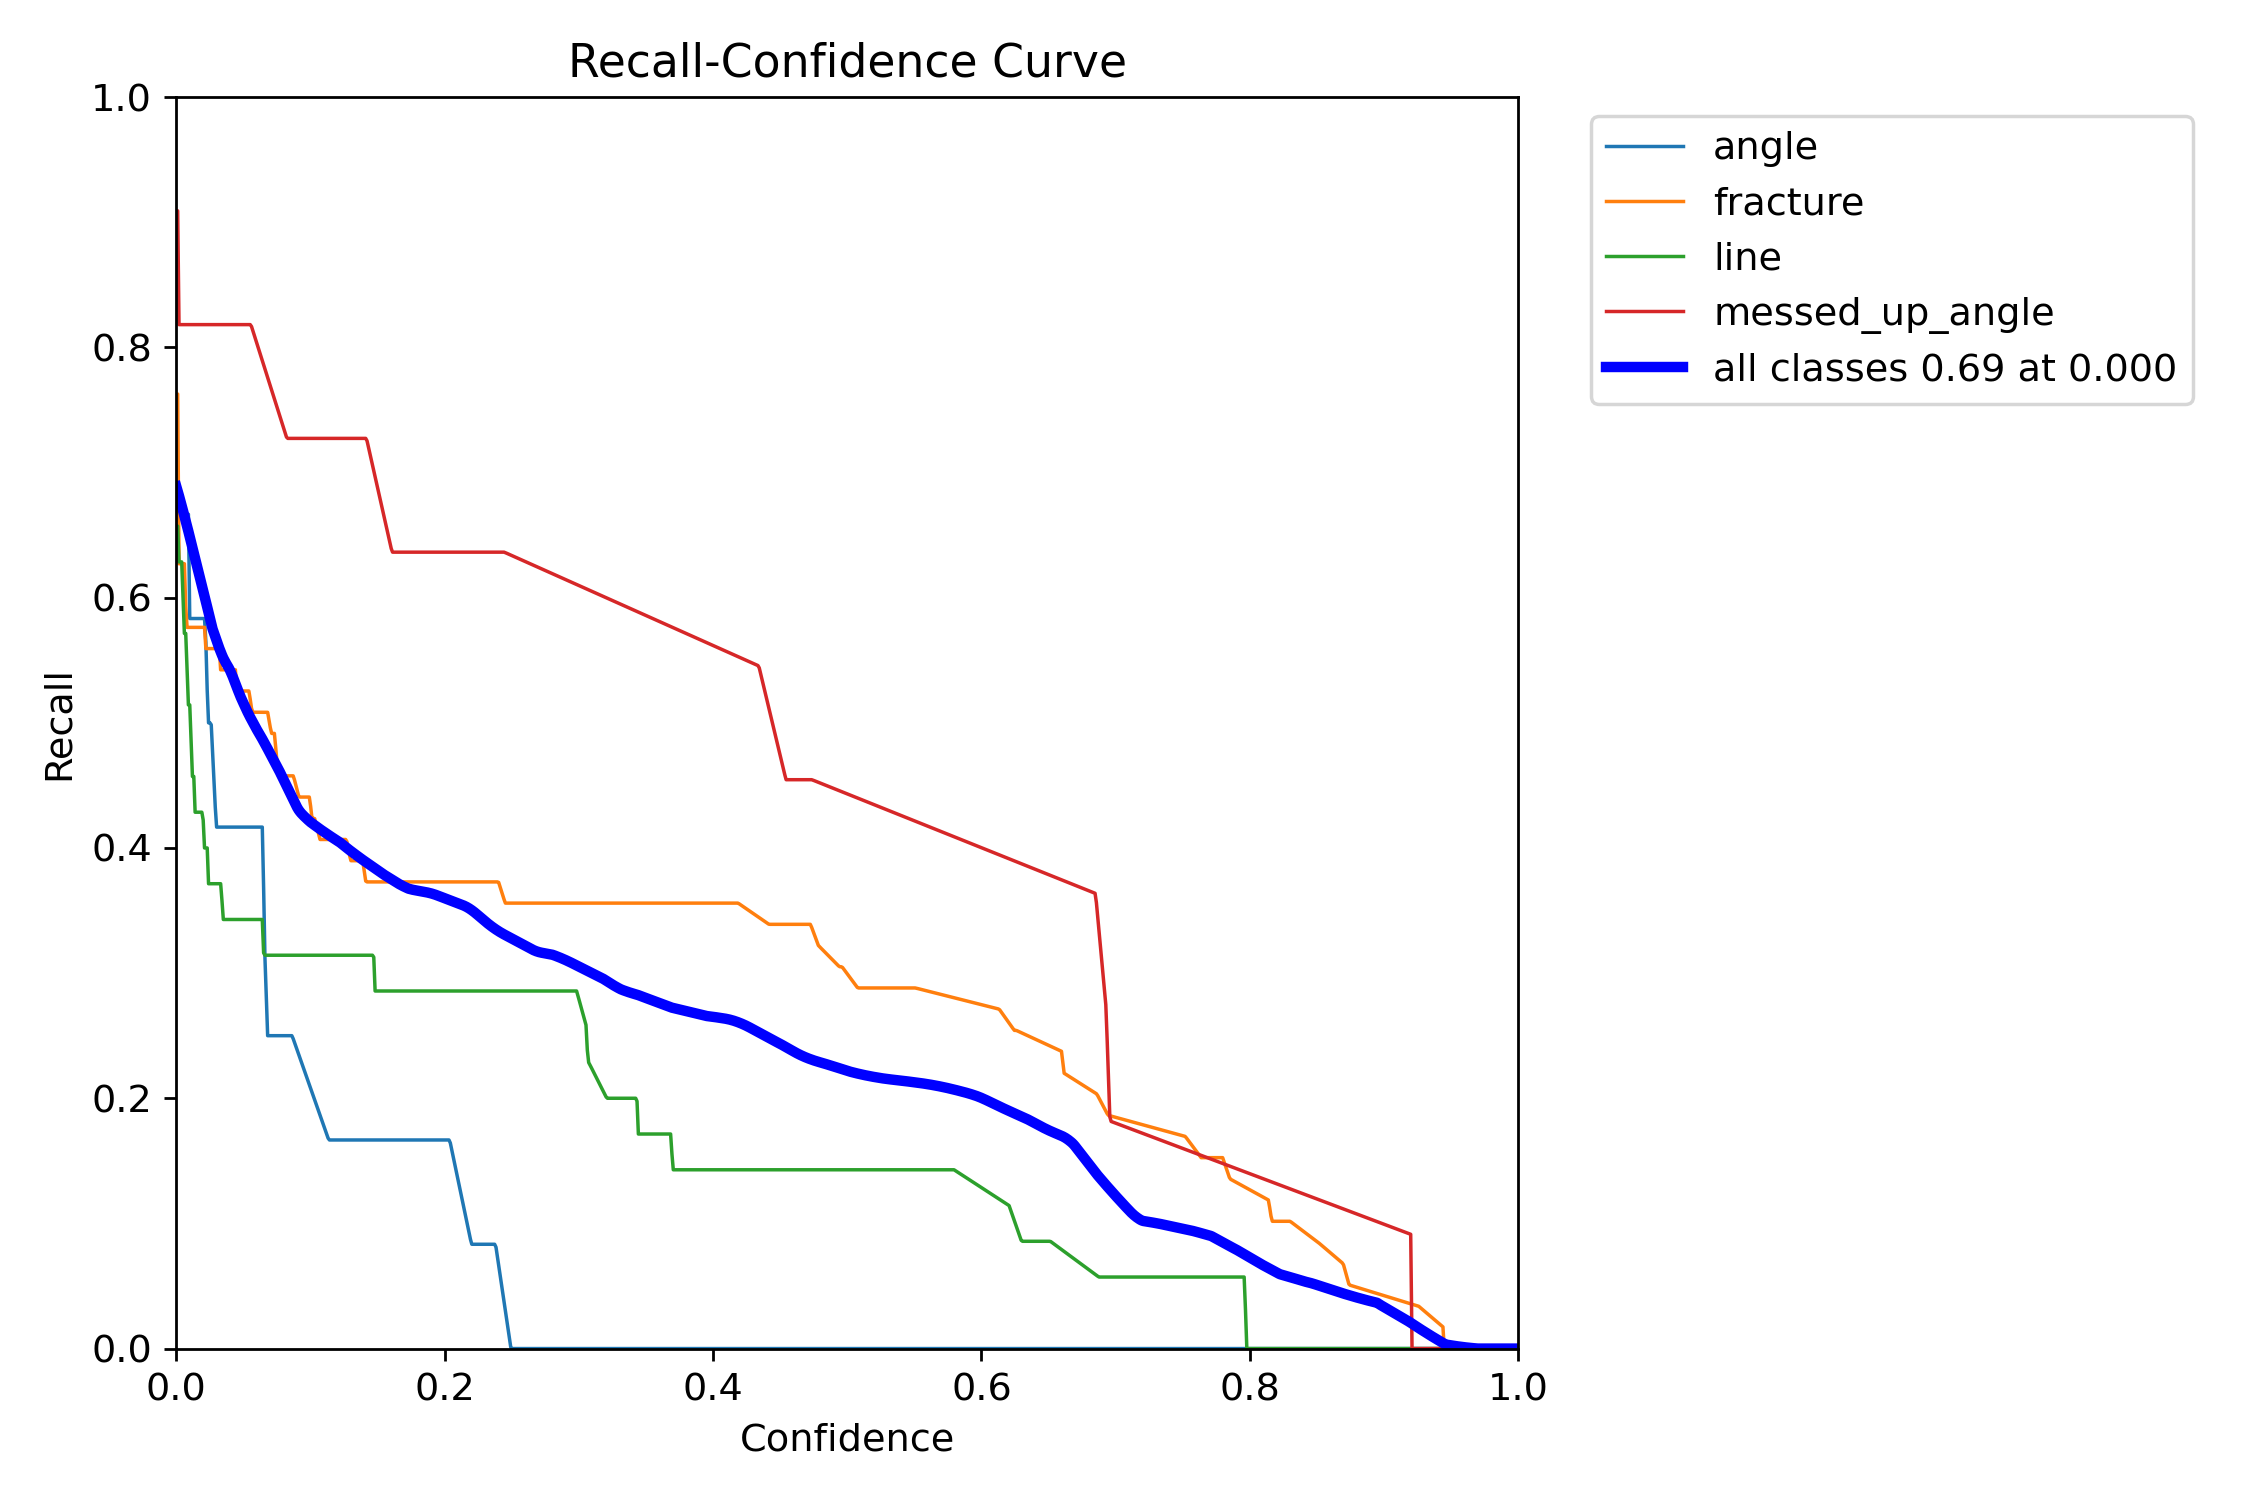 Recall-Confidence Curve
1.0
0.8
0.6
0.4
0.2
0.0
Recall
0.0 0.2 0.4 0.6 0.8 1.0
Confidence
angle
fracture
line
messed_up_angle
all classes 0.69 at 0.000